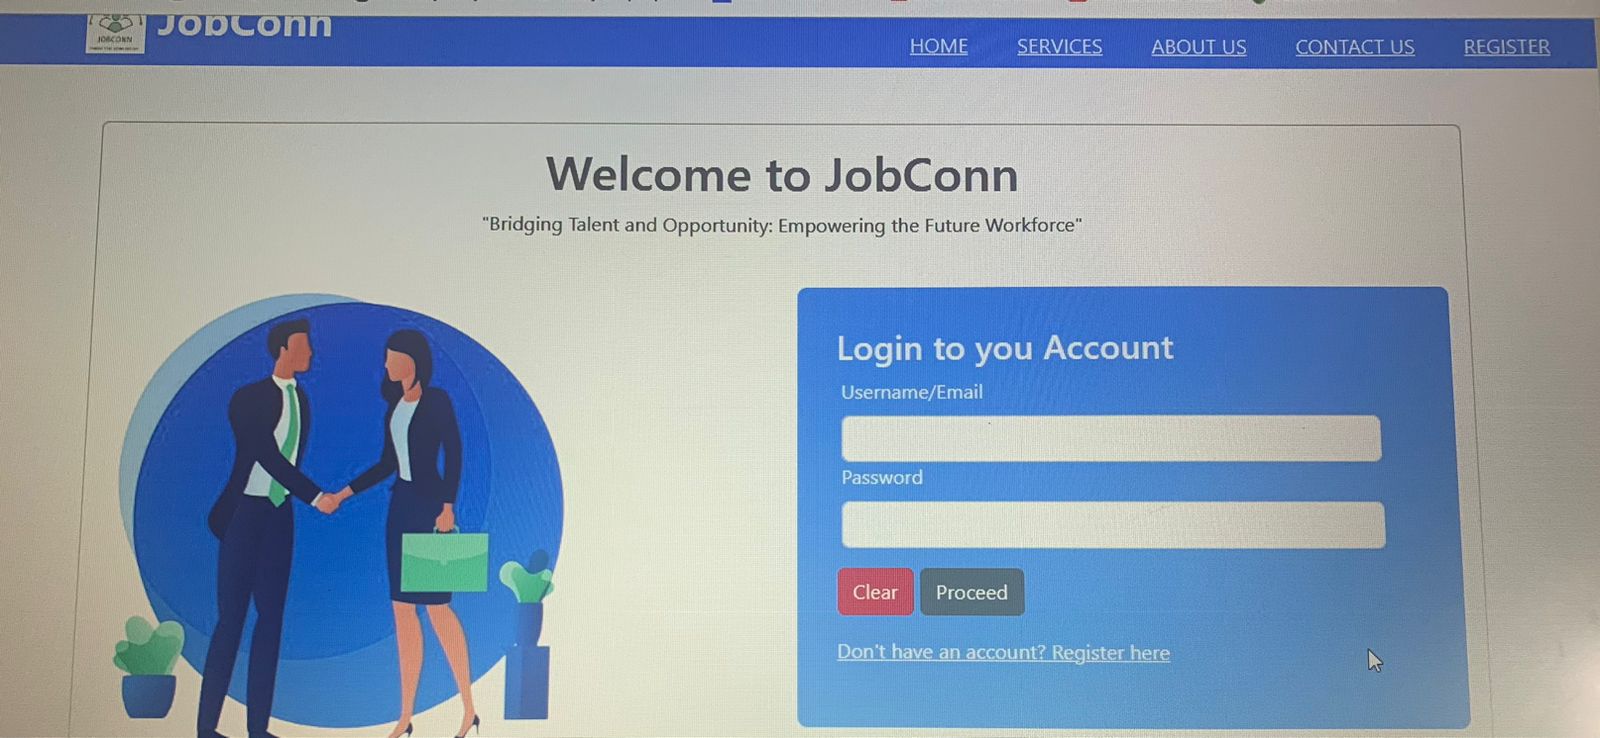 JobConn
JOBCONN
HOME SERVICES ABOUT US CONTACT US REGISTER
Welcome to JobConn
"Bridging Talent and Opportunity: Empowering the Future Workforce"
Login to you Account
Username/Email
Password
Clear Proceed
Don't have an account? Register here